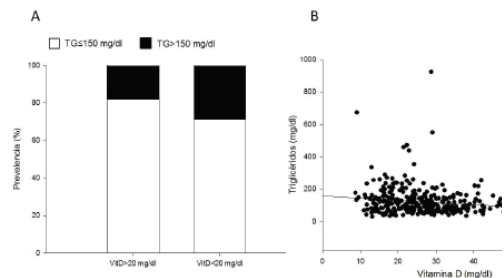 A
TG≤150 mg/dl TG>150 mg/dl
100
80
60
40
20
0
Prevalencia (%)
VitD>20 mg/dl VitD<20 mg/dl
B
1000
800
600
400
200
0
Triglicéridos (mg/dl)
0 10 20 30 40
Vitamina D (mg/dl)